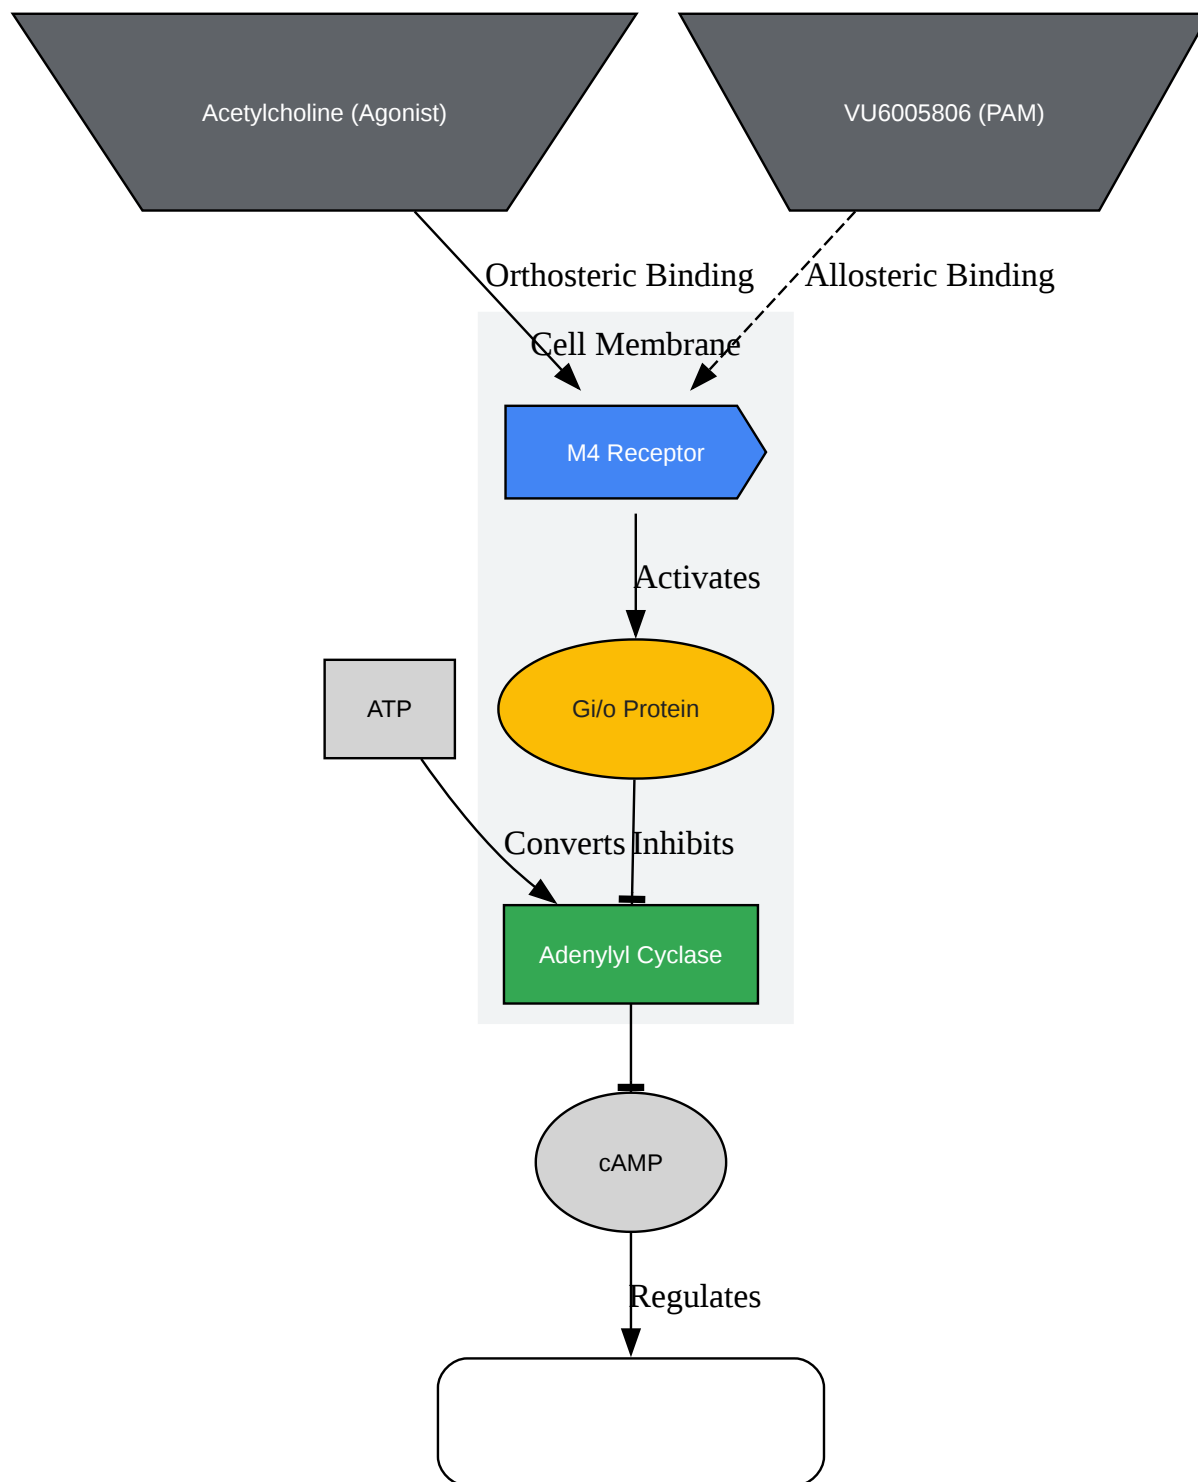 Acetylcholine (Agonist)
VU6005806 (PAM)
Orthosteric Binding
Allosteric Binding
Cell Membrane
M4 Receptor
Activates
ATP
Gi/o Protein
Converts
Inhibits
Adenylyl Cyclase
cAMP
Regulates